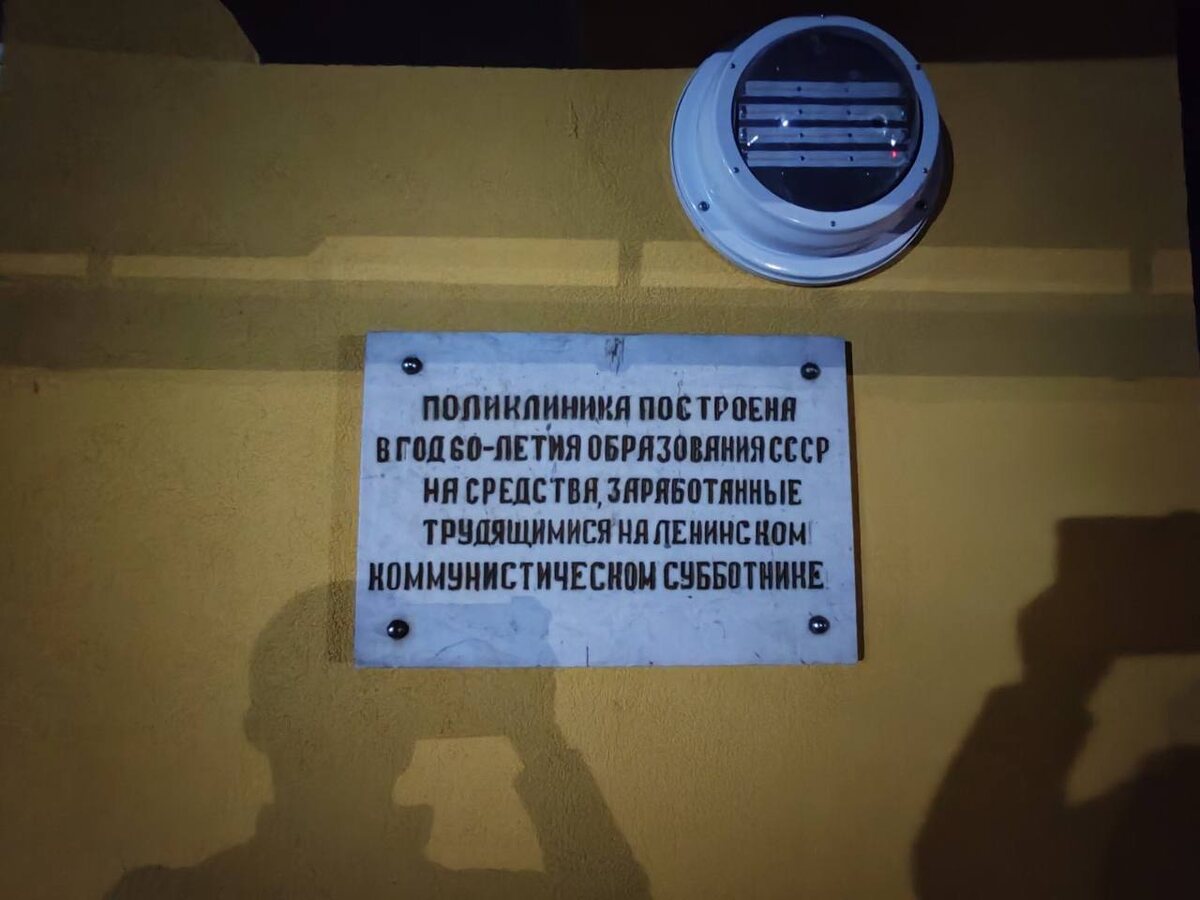 ПОЛИКЛИНИКА ПОСТРОЕНА
В ГОД 60-ЛЕТИЯ ОБРАЗОВАНИЯ СССР
НА СРЕДСТВА, ЗАРАБОТАННЫЕ
ТРУДЯЩИМИСЯ НА ЛЕНИНСКОМ
КОММУНИСТИЧЕСКОМ СУББОТНИКЕ